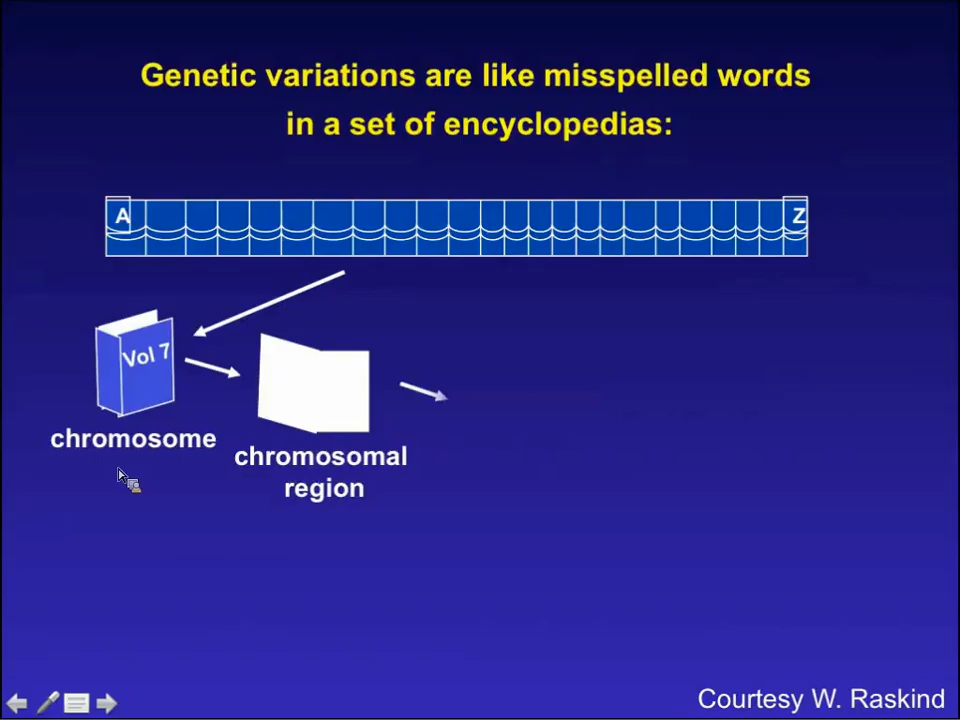 Genetic variations are like misspelled words
in a set of encyclopedias:
A
Z
Vol 7
chromosome
chromosomal
region
Courtesy W. Raskind